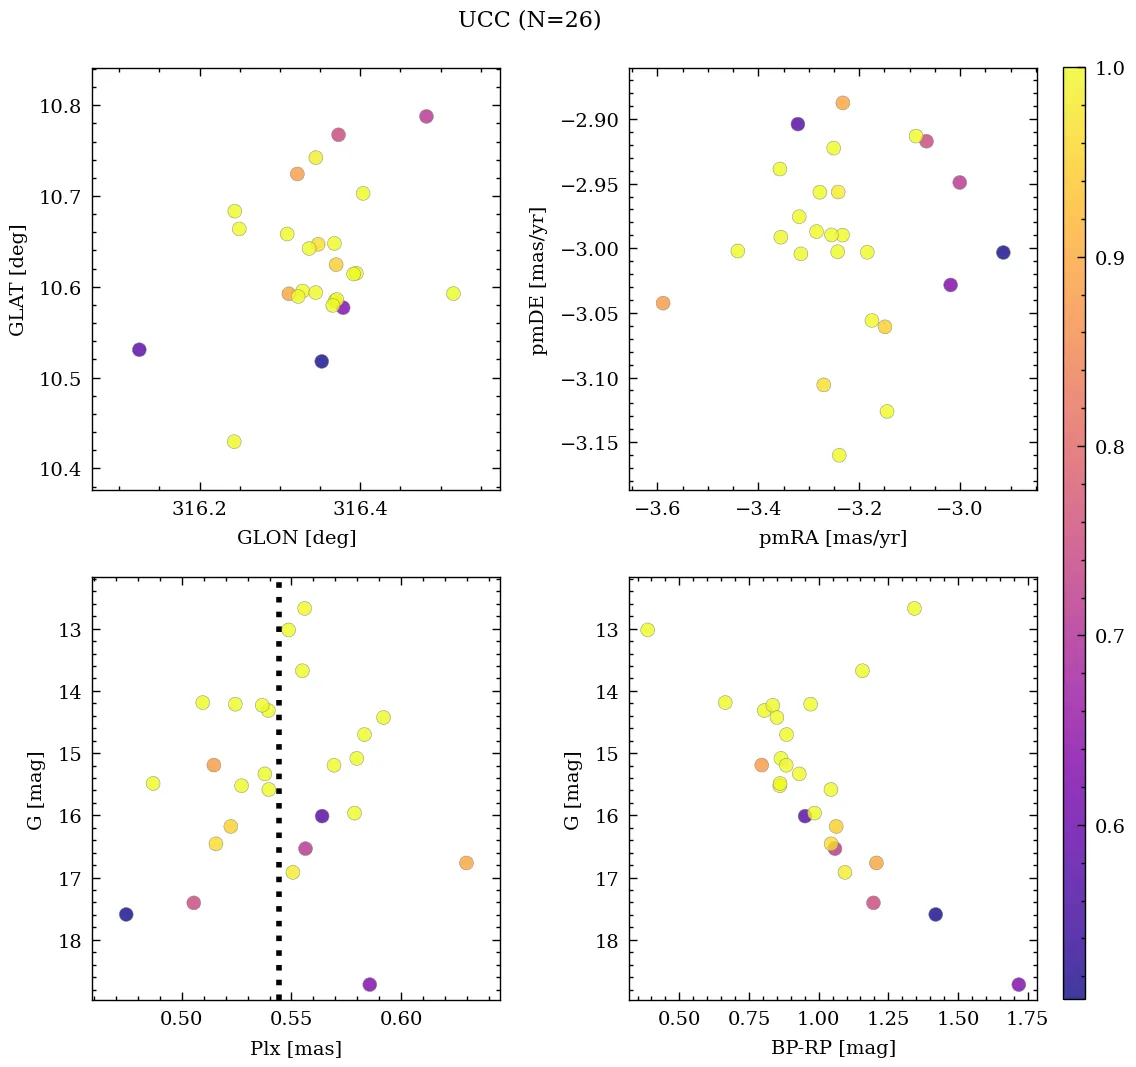 UCC (N=26)
10.8
10.7
10.6
10.5
10.4
GLAT [deg]
316.2 316.4
GLON [deg]
−2.90
−2.95
−3.00
−3.05
−3.10
−3.15
pmDE [mas/yr]
−3.6 −3.4 −3.2 −3.0
pmRA [mas/yr]
13
14
15
16
17
18
G [mag]
0.50 0.55 0.60
Plx [mas]
13
14
15
16
17
18
G [mag]
0.50 0.75 1.00 1.25 1.50 1.75
BP-RP [mag]
1.0
0.9
0.8
0.7
0.6